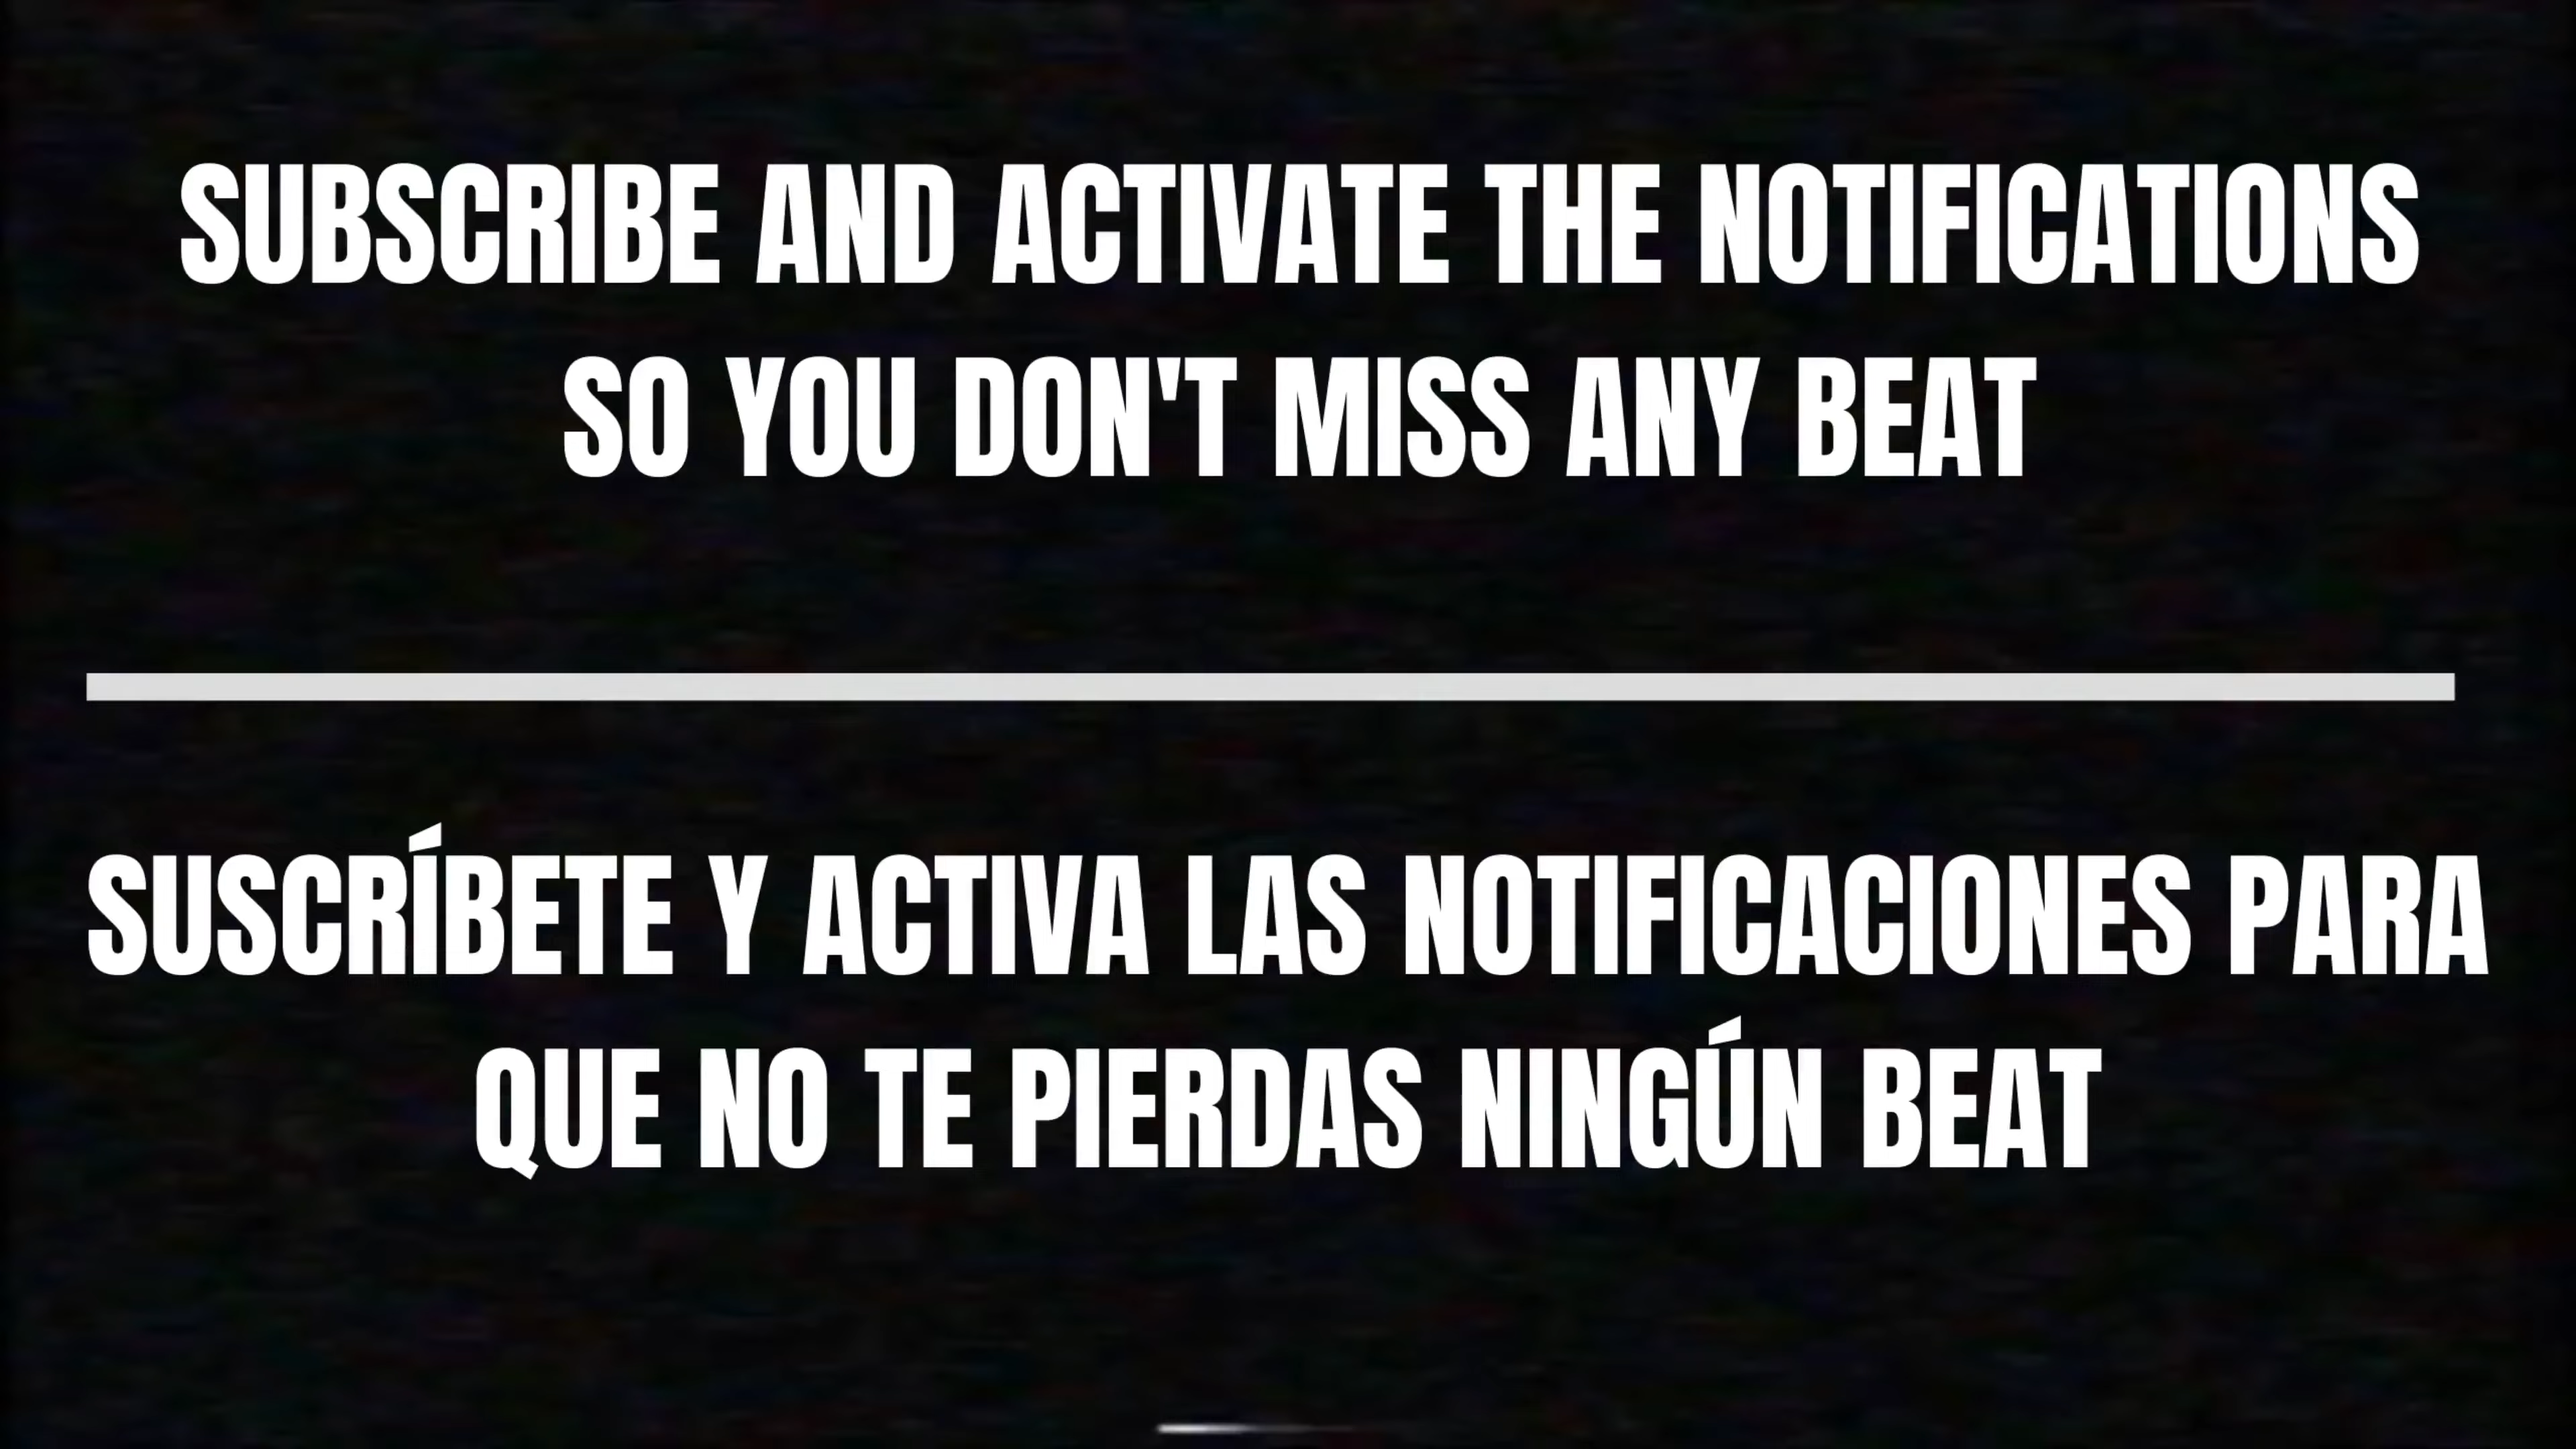 SUBSCRIBE AND ACTIVATE THE NOTIFICATIONS
SO YOU DON'T MISS ANY BEAT
SUSCRÍBETE Y ACTIVA LAS NOTIFICACIONES PARA
QUE NO TE PIERDAS NINGÚN BEAT